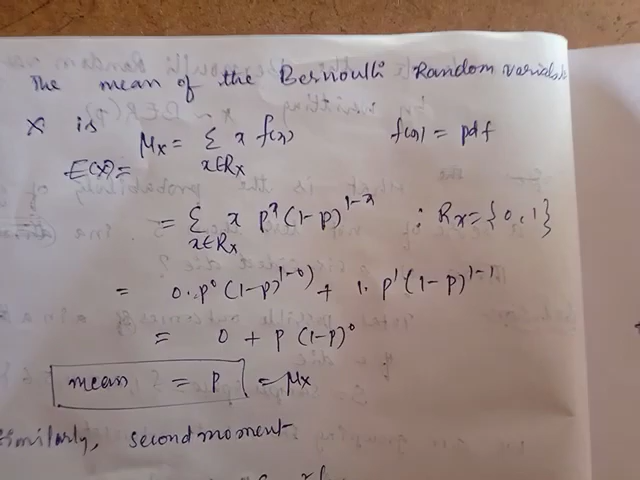 The mean of the Bernoulli Random variable
X is μx = Σ x f(x) f(x) = pdf
E(X)= x∈Rx
= Σ x p^x (1-p)^1-x : Rx = {0,1}
x∈Rx
= 0. p^0 (1-p)^1-0) + 1. p^1 (1-p)^1-1
= 0 + p (1-p)^0
mean = p = μx
Similarly, second moment